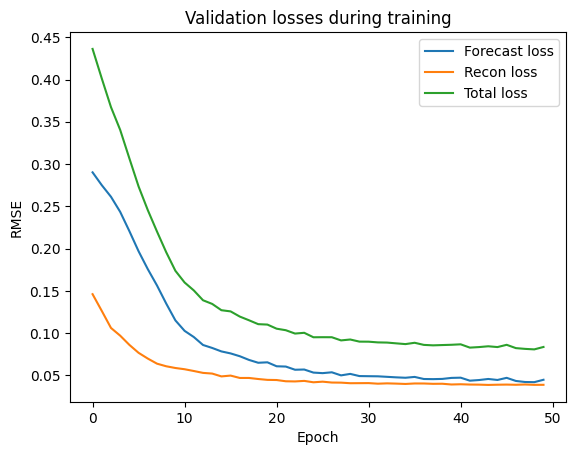 Validation losses during training
0.45
0.40
0.35
0.30
0.25
0.20
0.15
0.10
0.05
RMSE
Forecast loss
Recon loss
Total loss
0
10
20
30
40
50
Epoch